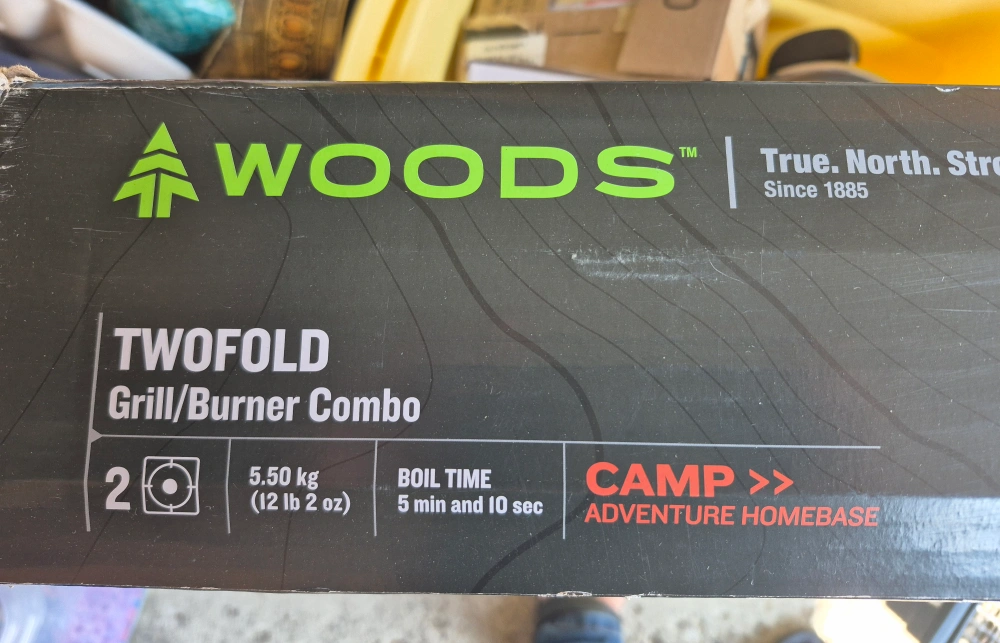 WOODS™
True. North. Stro
Since 1885
TWOFOLD
Grill/Burner Combo
2
5.50 kg
(12 lb 2 oz)
BOIL TIME
5 min and 10 sec
CAMP >>
ADVENTURE HOMEBASE